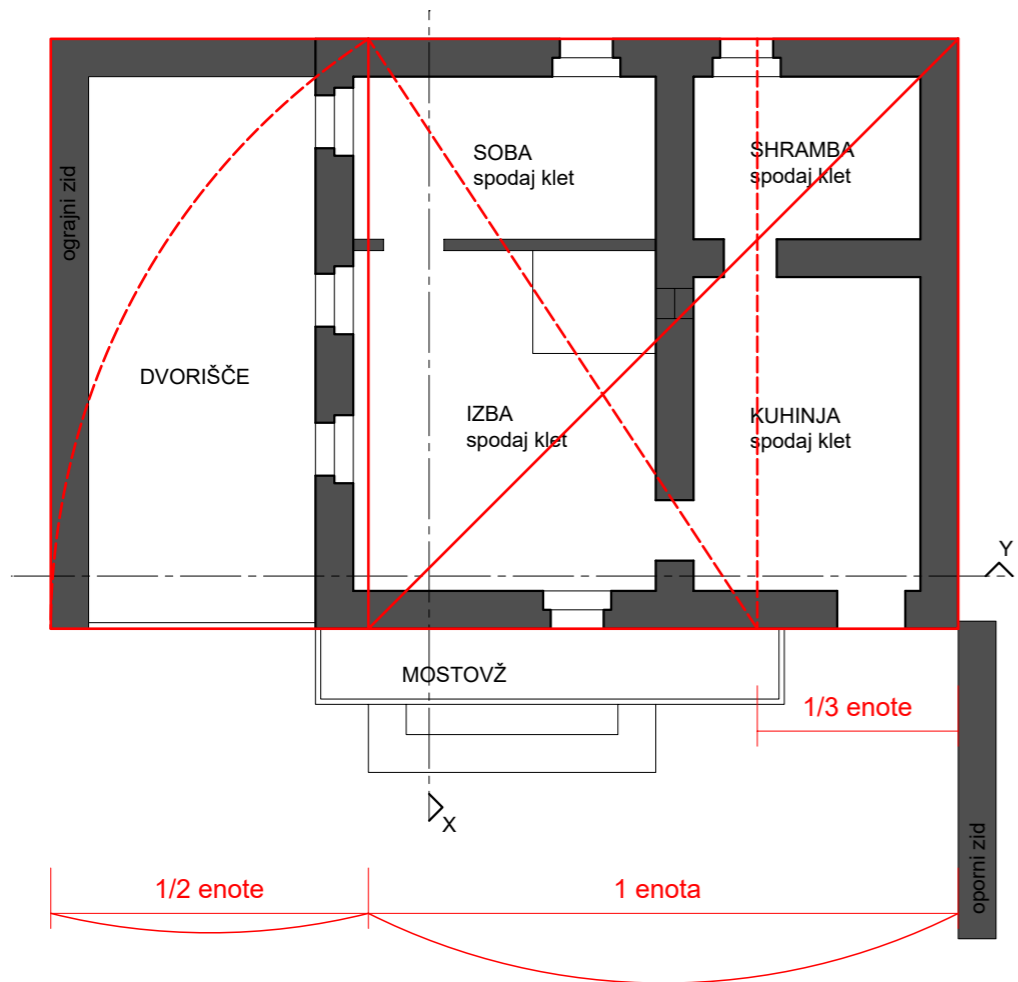 SOBA
spodaj klet
SHRAMBA
spodaj klet
ograjni zid
DVORIŠČE
IZBA
spodaj klet
KUHINJA
spodaj klet
Y
MOSTOVŽ
1/3 enote
X
oporni zid
1/2 enote
1 enota